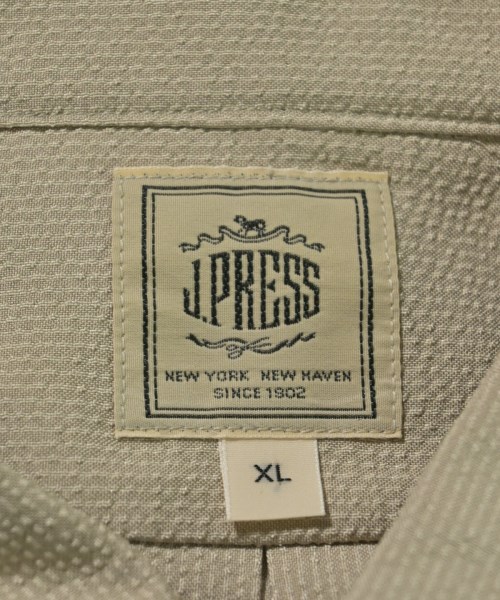 J.PRESS
NEW YORK NEW HAVEN
SINCE 1902
XL